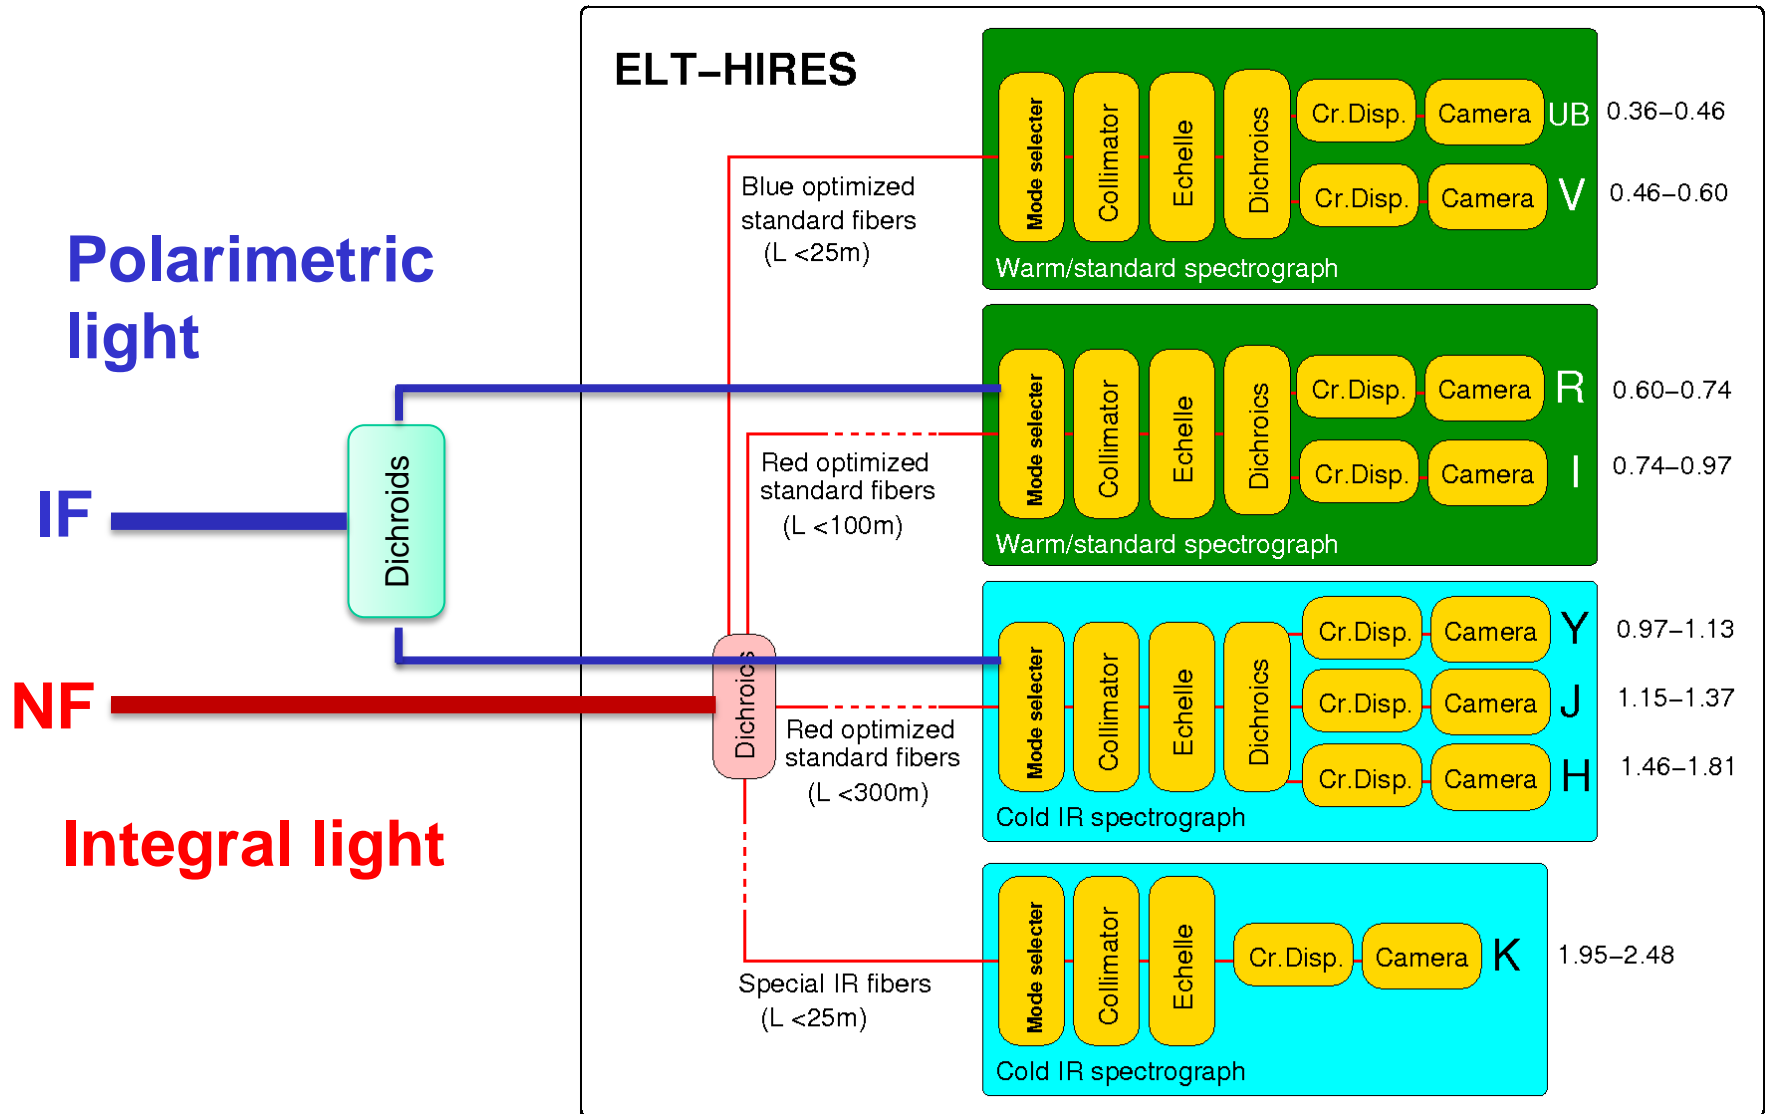 ELT–HIRES
Polarimetric
light
IF
Dichroids
NF
Integral light
Dichroics
Blue optimized
standard fibers
(L <25m)
Red optimized
standard fibers
(L <100m)
Red optimized
standard fibers
(L <300m)
Special IR fibers
(L <25m)
Mode selecter
Collimator
Echelle
Dichroics
Cr.Disp.
Camera
UB
0.36–0.46
Cr.Disp.
Camera
V
0.46–0.60
Warm/standard spectrograph
Mode selecter
Collimator
Echelle
Dichroics
Cr.Disp.
Camera
R
0.60–0.74
Cr.Disp.
Camera
I
0.74–0.97
Warm/standard spectrograph
Mode selecter
Collimator
Echelle
Dichroics
Cr.Disp.
Camera
Y
0.97–1.13
Cr.Disp.
Camera
J
1.15–1.37
Cr.Disp.
Camera
H
1.46–1.81
Cold IR spectrograph
Mode selecter
Collimator
Echelle
Cr.Disp.
Camera
K
1.95–2.48
Cold IR spectrograph